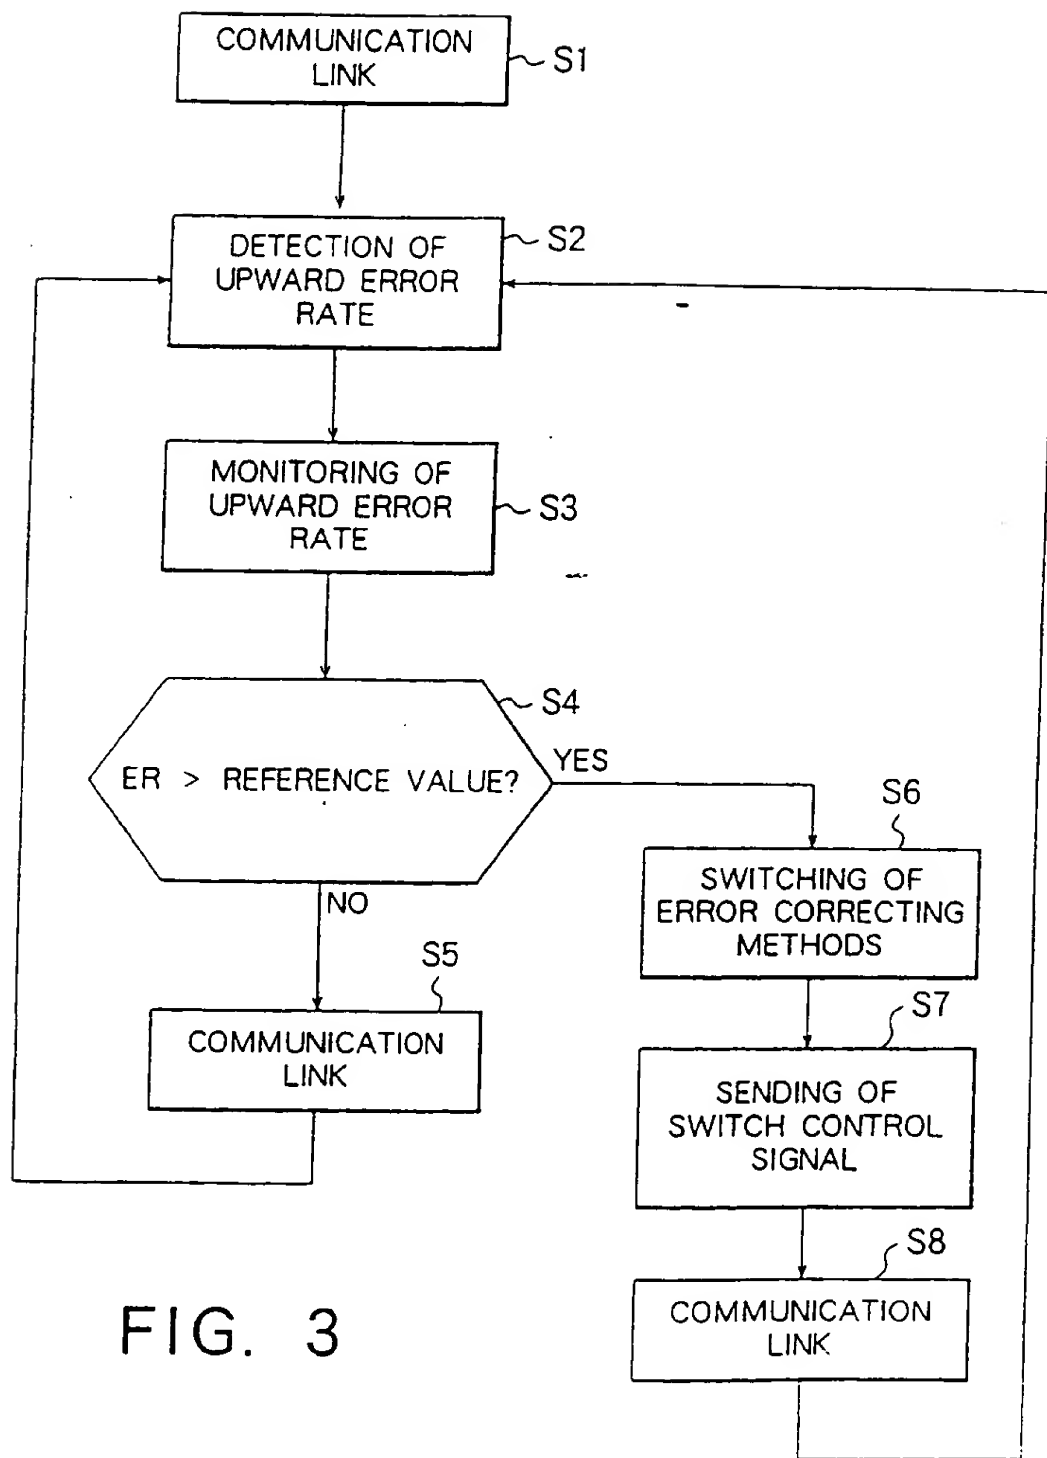 COMMUNICATION
LINK
S1
DETECTION OF
UPWARD ERROR
RATE
S2
MONITORING OF
UPWARD ERROR
RATE
S3
S4
ER > REFERENCE VALUE?
YES
NO
S5
COMMUNICATION
LINK
S6
SWITCHING OF
ERROR CORRECTING
METHODS
S7
SENDING OF
SWITCH CONTROL
SIGNAL
S8
COMMUNICATION
LINK
FIG. 3